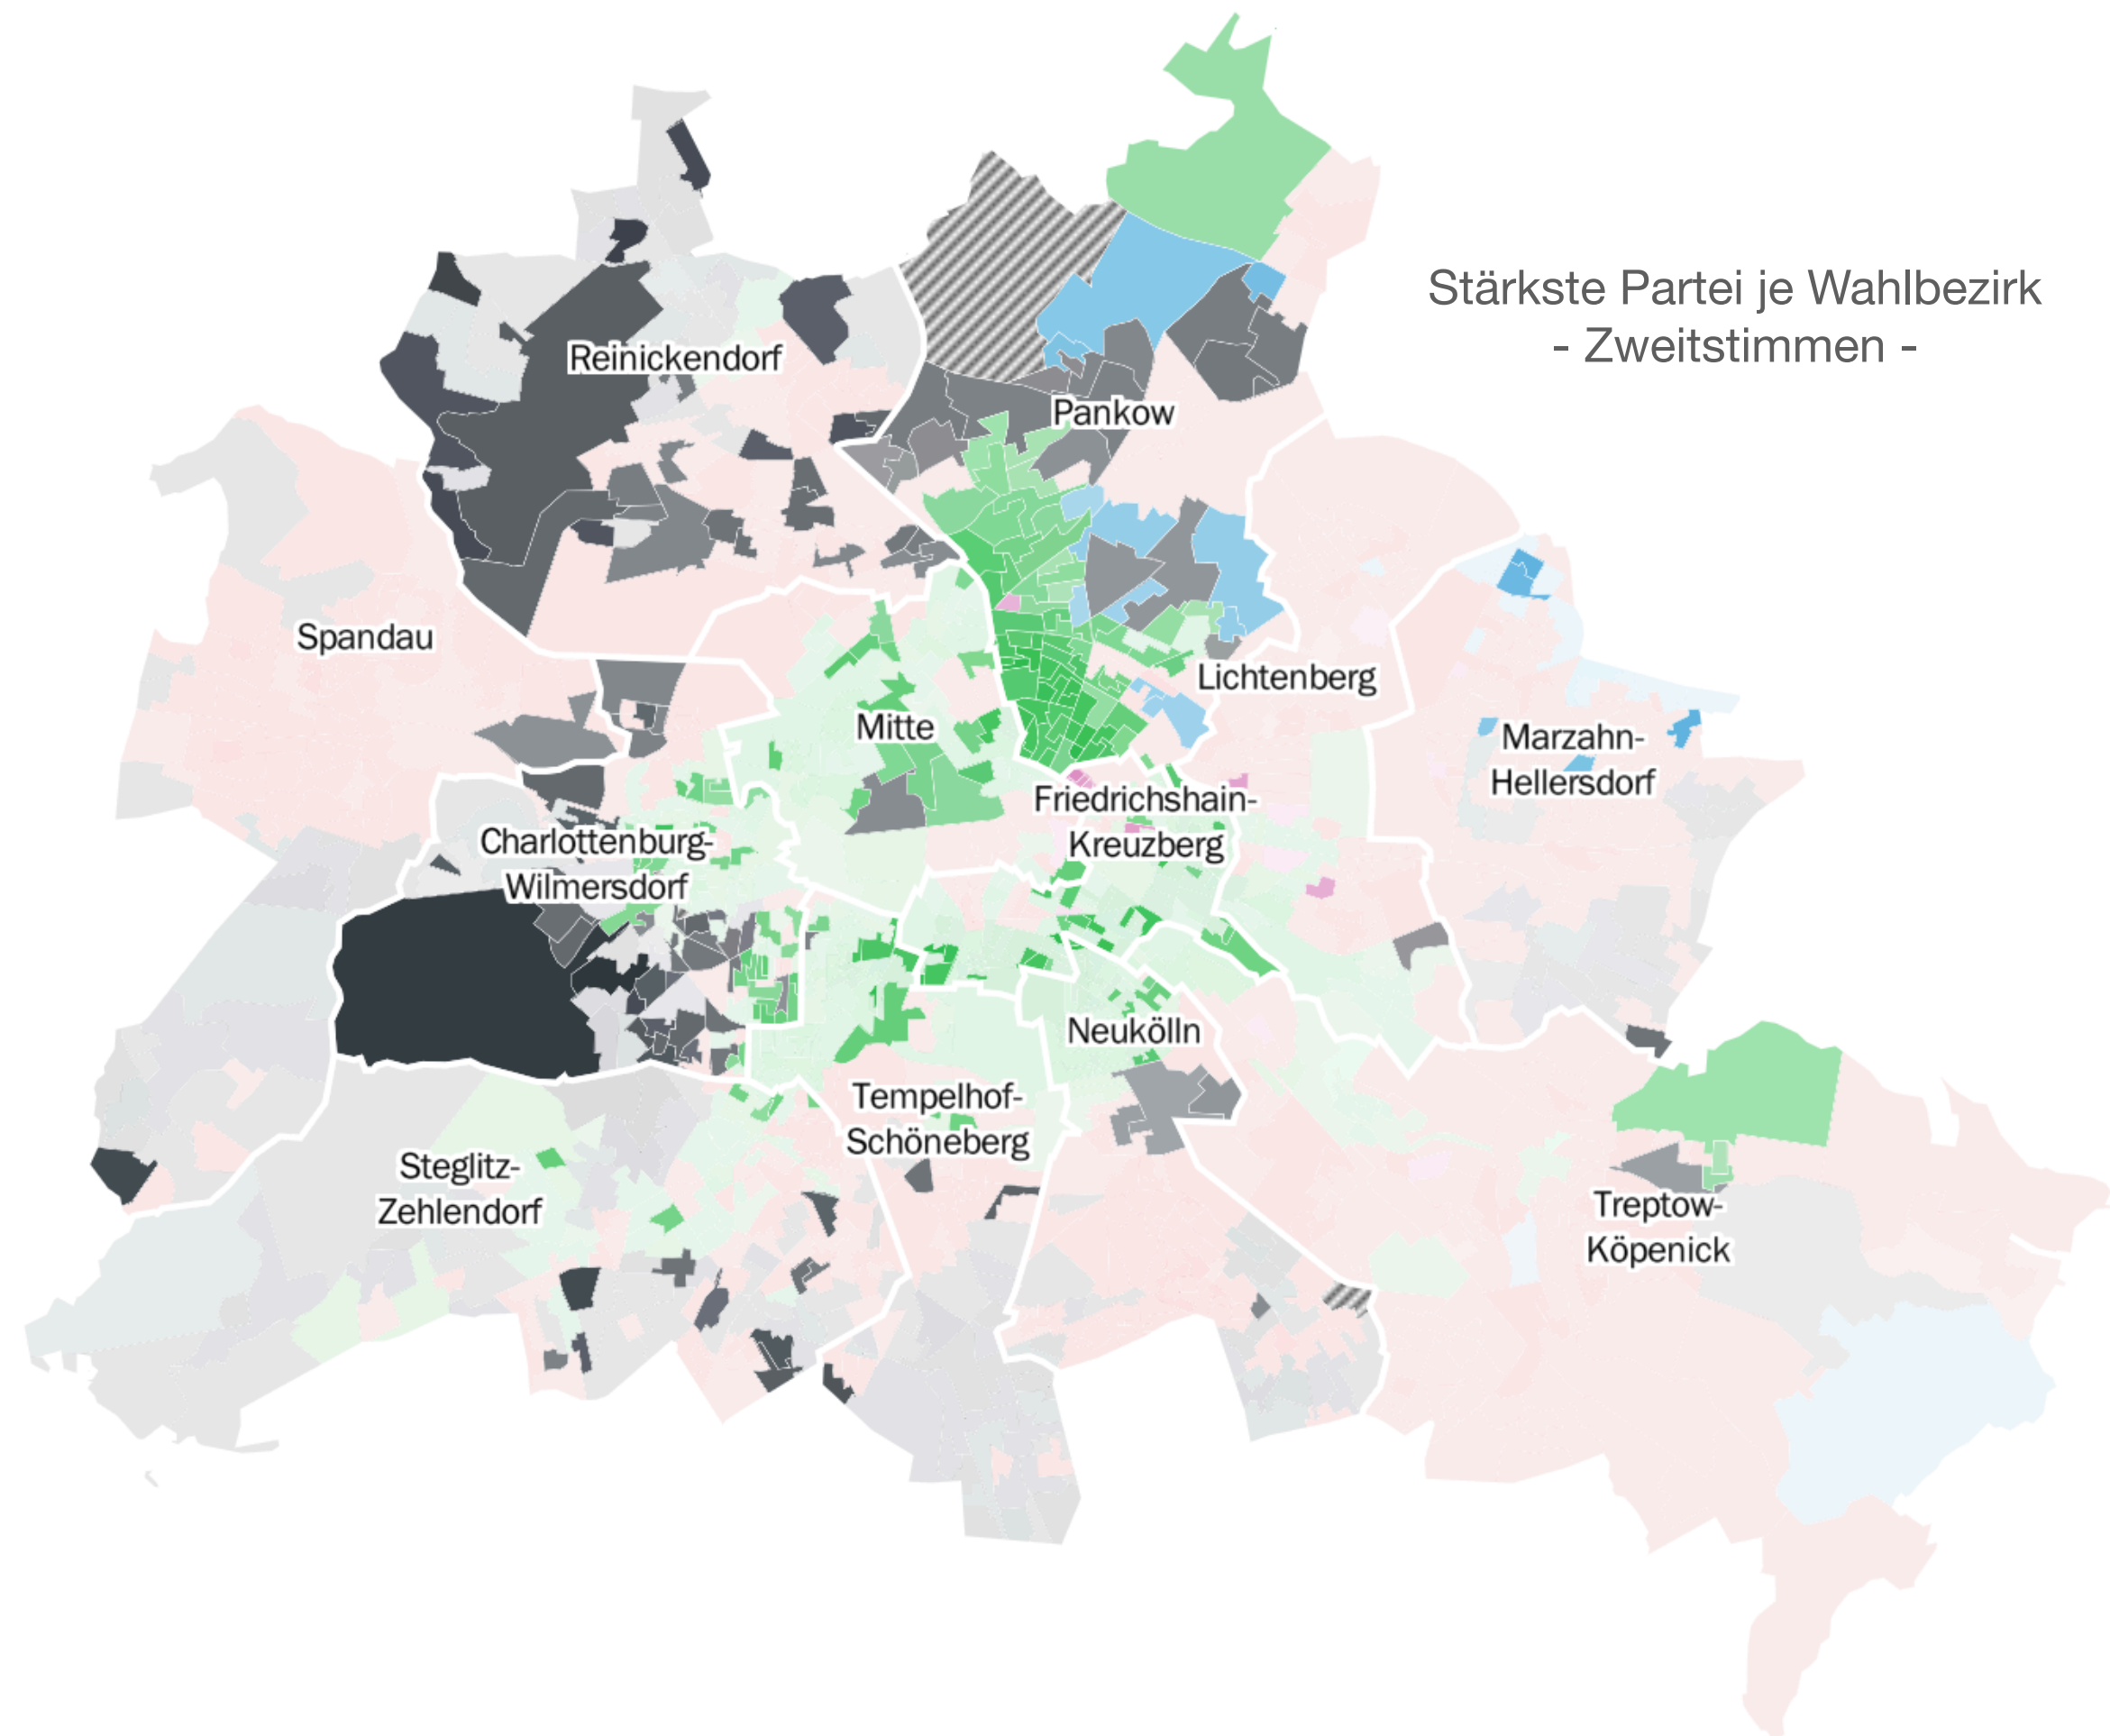 Stärkste Partei je Wahlbezirk
- Zweitstimmen -
Reinickendorf
Pankow
Spandau
Lichtenberg
Mitte
Marzahn-
Hellersdorf
Friedrichshain-
Kreuzberg
Charlottenburg-
Wilmersdorf
Neukölln
Tempelhof-
Schöneberg
Steglitz-
Zehlendorf
Treptow-
Köpenick